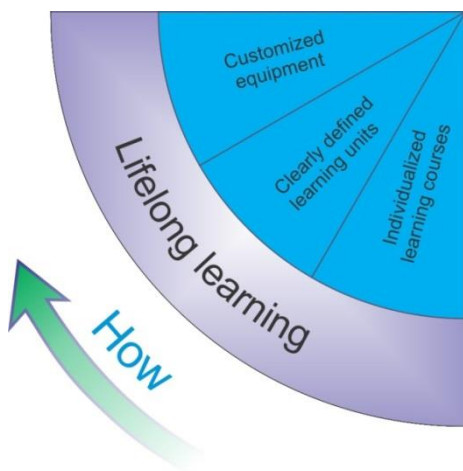 Customized
equipment
Clearly defined
learning units
Individualized
learning courses
Lifelong learning
How